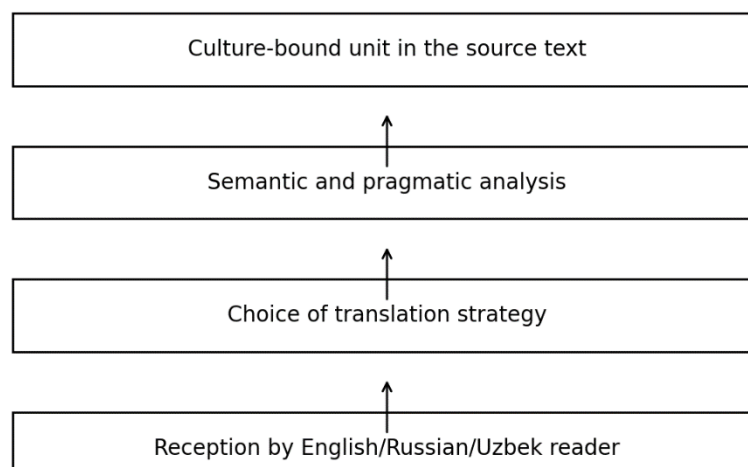 Culture-bound unit in the source text
Semantic and pragmatic analysis
Choice of translation strategy
Reception by English/Russian/Uzbek reader